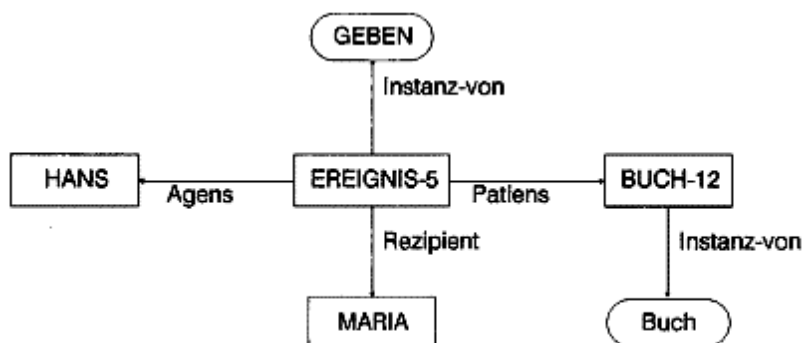 GEBEN
Instanz-von
HANS
Agens
EREIGNIS-5
Patiens
BUCH-12
Rezipient
Instanz-von
MARIA
Buch